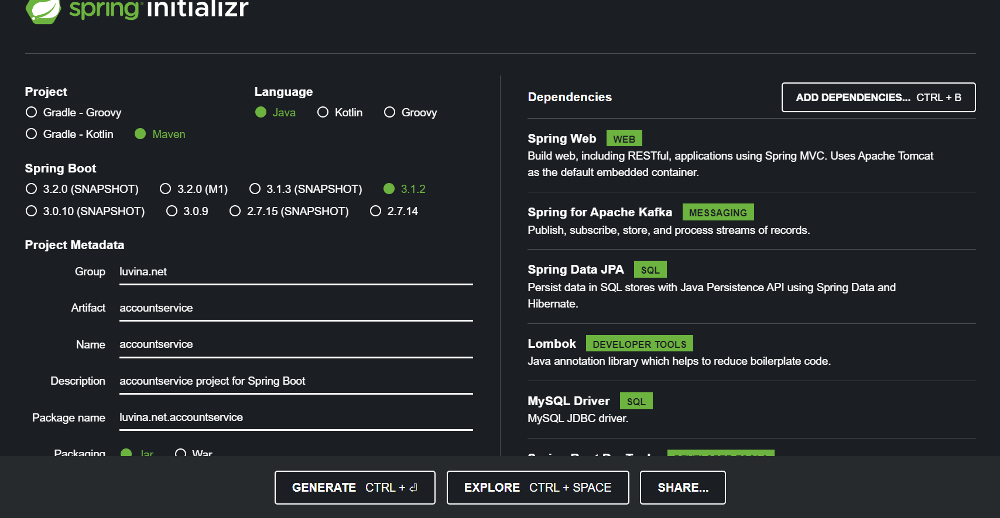 spring initializr
Project
Gradle - Groovy
Gradle - Kotlin Maven
Language
Java Kotlin Groovy
Spring Boot
3.2.0 (SNAPSHOT) 3.2.0 (M1) 3.1.3 (SNAPSHOT) 3.1.2
3.0.10 (SNAPSHOT) 3.0.9 2.7.15 (SNAPSHOT) 2.7.14
Project Metadata
Group luvina.net
Artifact accountservice
Name accountservice
Description accountservice project for Spring Boot
Package name luvina.net.accountservice
Packaging Jar War
Dependencies
ADD DEPENDENCIES... CTRL + B
Spring Web WEB
Build web, including RESTful, applications using Spring MVC. Uses Apache Tomcat
as the default embedded container.
Spring for Apache Kafka MESSAGING
Publish, subscribe, store, and process streams of records.
Spring Data JPA SQL
Persist data in SQL stores with Java Persistence API using Spring Data and
Hibernate.
Lombok DEVELOPER TOOLS
Java annotation library which helps to reduce boilerplate code.
MySQL Driver SQL
MySQL JDBC driver.
Spring Boot DevTools DEVELOPER TOOLS
GENERATE CTRL + ⏎
EXPLORE CTRL + SPACE
SHARE...